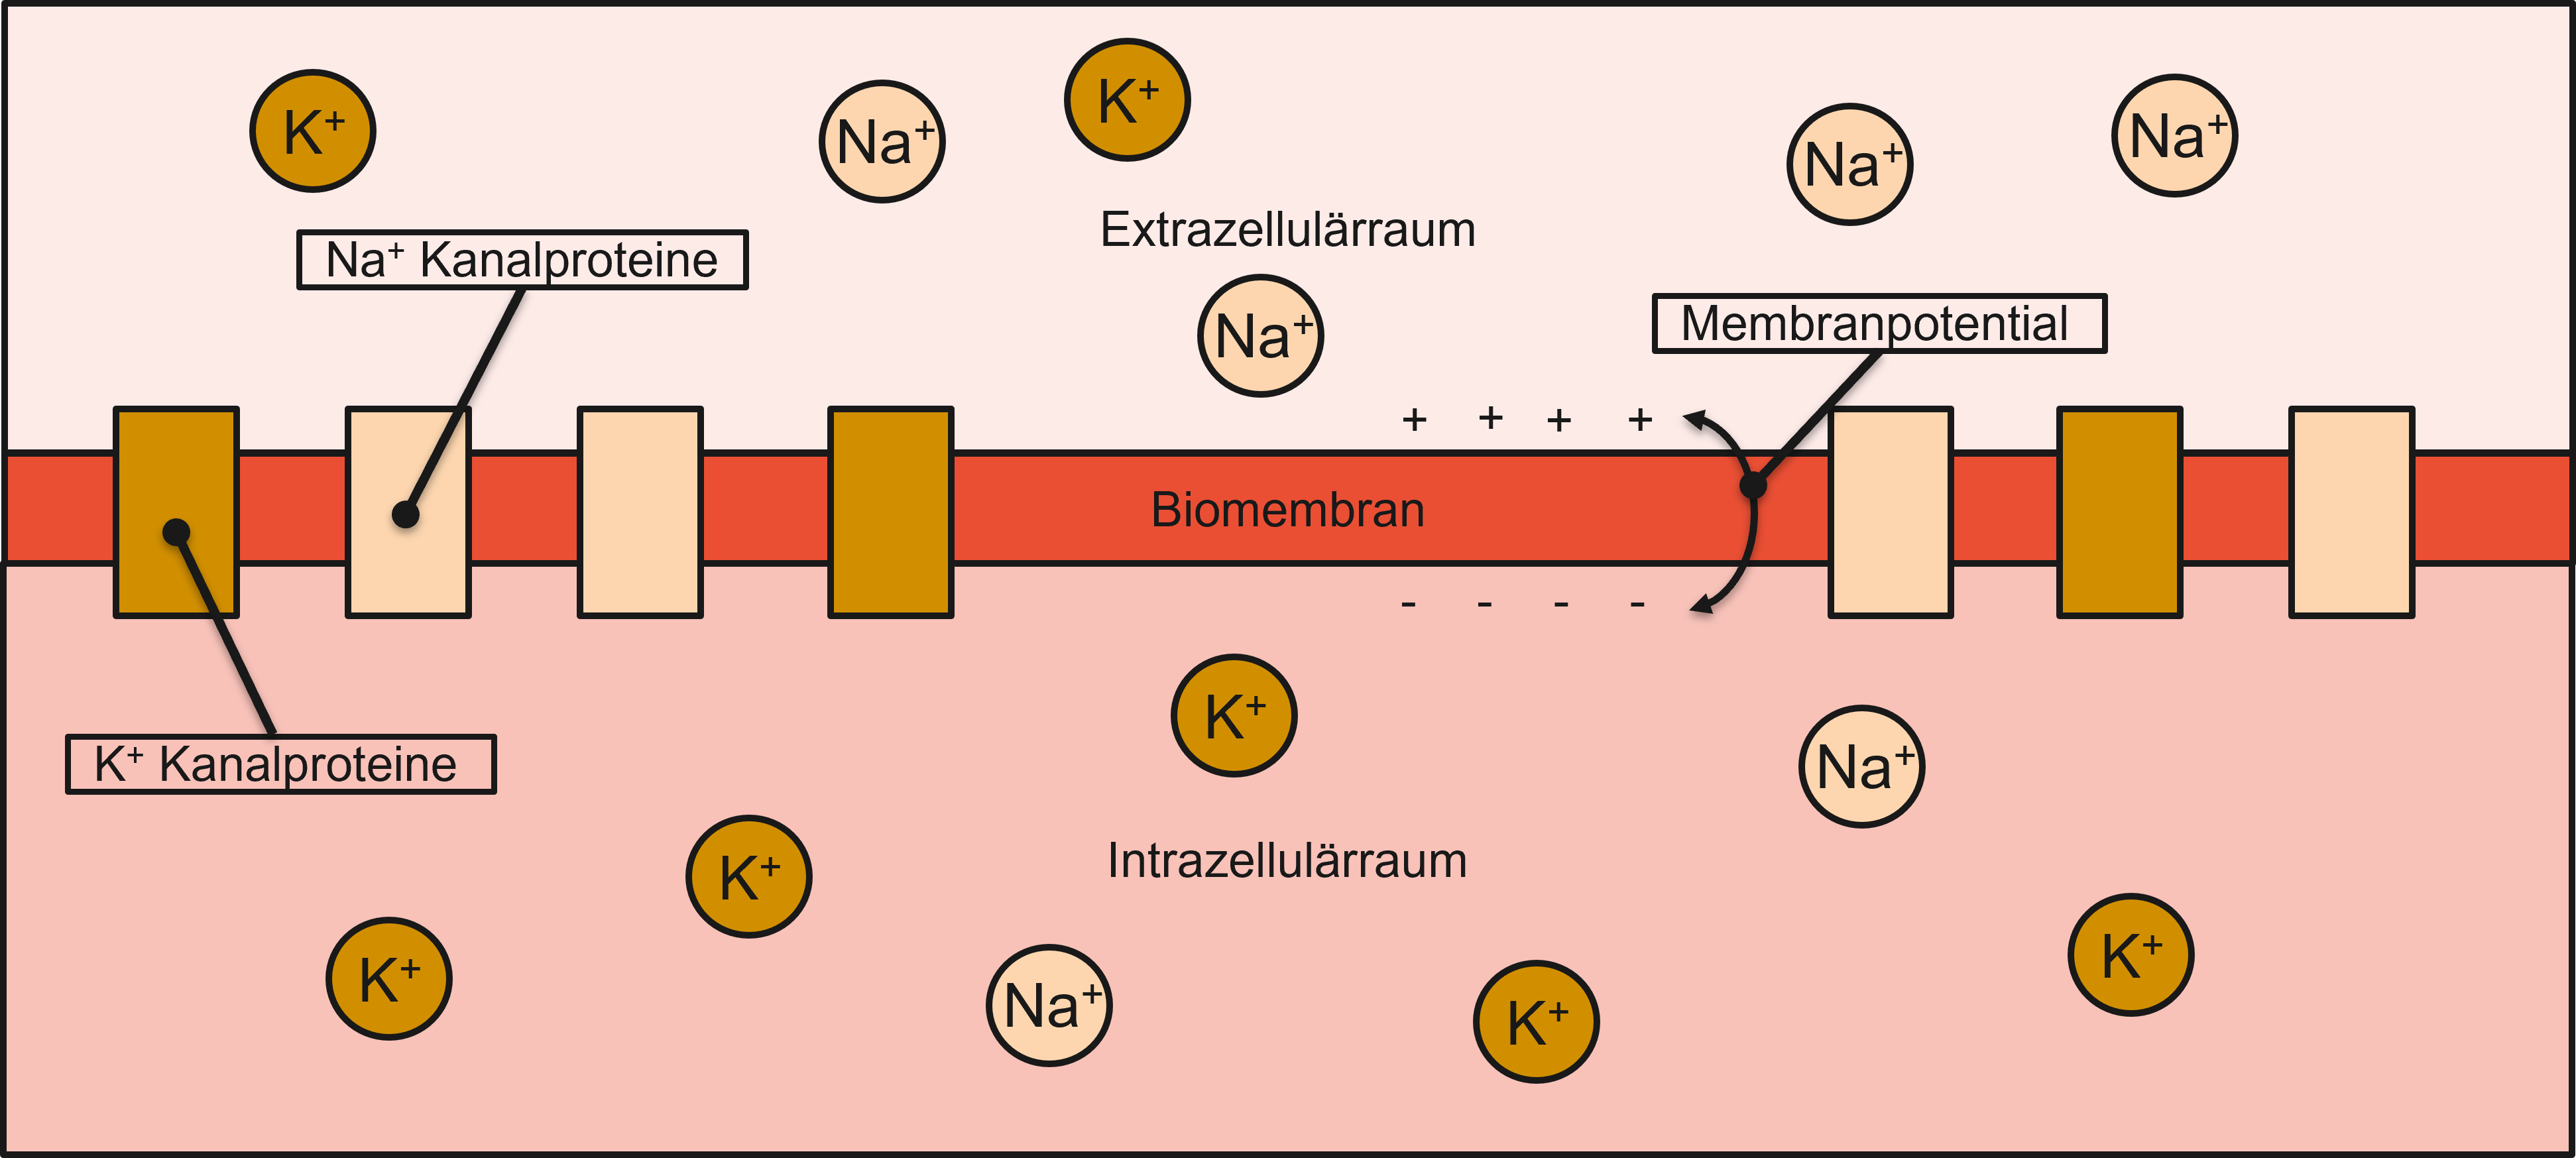 K⁺
Na⁺
K⁺
Na⁺
Na⁺
Extrazellulärraum
Na⁺ Kanalproteine
Na⁺
Membranpotential
+ + + +
Biomembran
- - - -
K⁺
Na⁺
K⁺ Kanalproteine
K⁺
Intrazellulärraum
K⁺
Na⁺
K⁺
K⁺